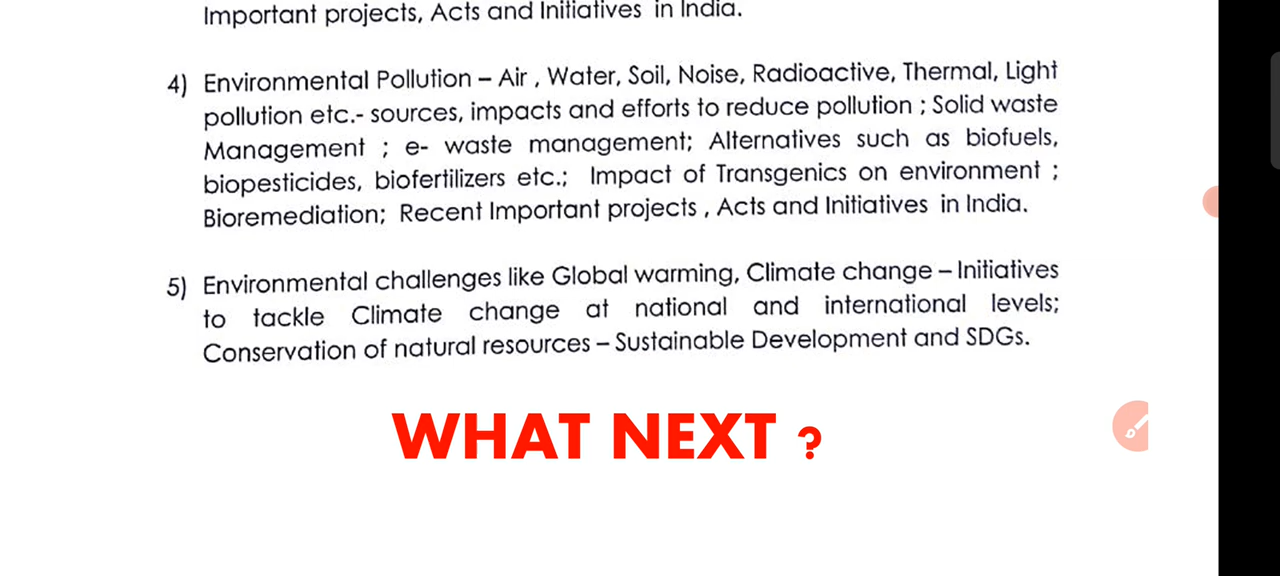 Important projects, Acts and Initiatives in India.
4) Environmental Pollution – Air , Water, Soil, Noise, Radioactive, Thermal, Light
pollution etc.- sources, impacts and efforts to reduce pollution ; Solid waste
Management ; e- waste management; Alternatives such as biofuels,
biopesticides, biofertilizers etc.; Impact of Transgenics on environment ;
Bioremediation; Recent Important projects , Acts and Initiatives in India.
5) Environmental challenges like Global warming, Climate change – Initiatives
to tackle Climate change at national and international levels;
Conservation of natural resources – Sustainable Development and SDGs.
WHAT NEXT ?